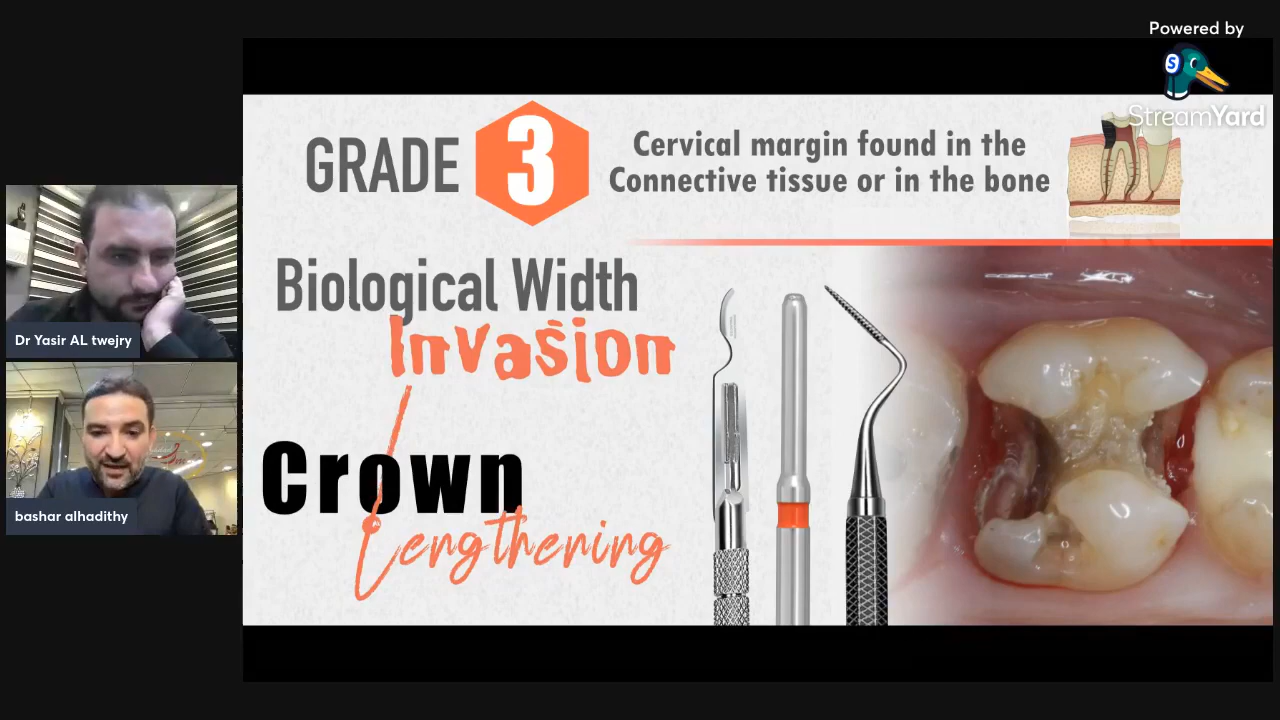 Powered by
S
StreamYard
GRADE 3
Cervical margin found in the
Connective tissue or in the bone
Biological Width
Invasion
Crown
Lengthening
Dr Yasir AL twejry
bashar alhadithy